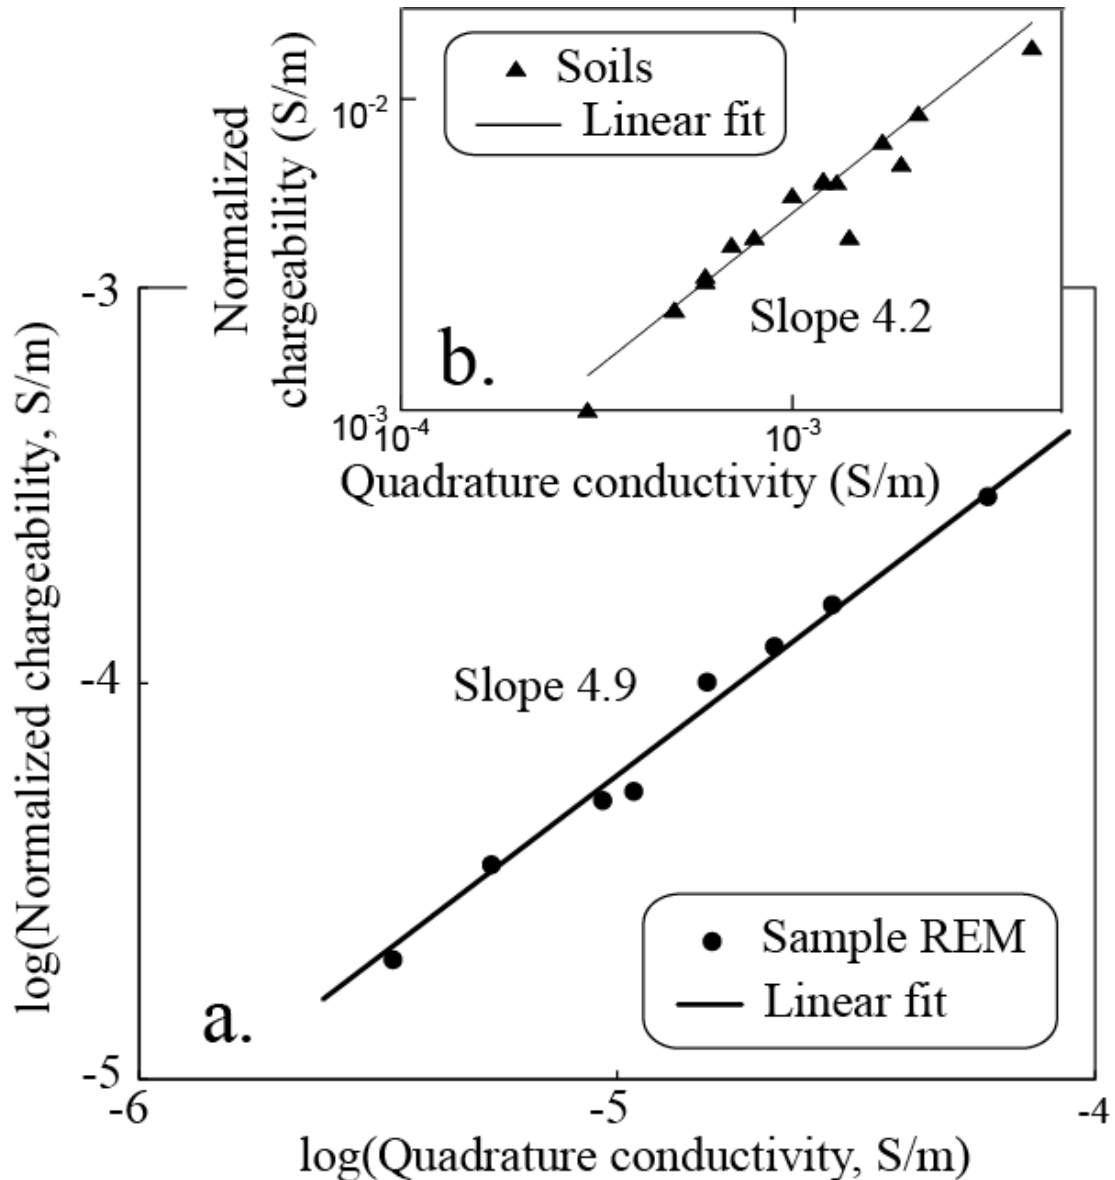 Normalized
chargeability (S/m)
10-2
10-3
Soils
Linear fit
Slope 4.2
b.
10-4
10-3
Quadrature conductivity (S/m)
log(Normalized chargeability, S/m)
-3
-4
-5
Slope 4.9
Sample REM
Linear fit
a.
-6
-5
-4
log(Quadrature conductivity, S/m)